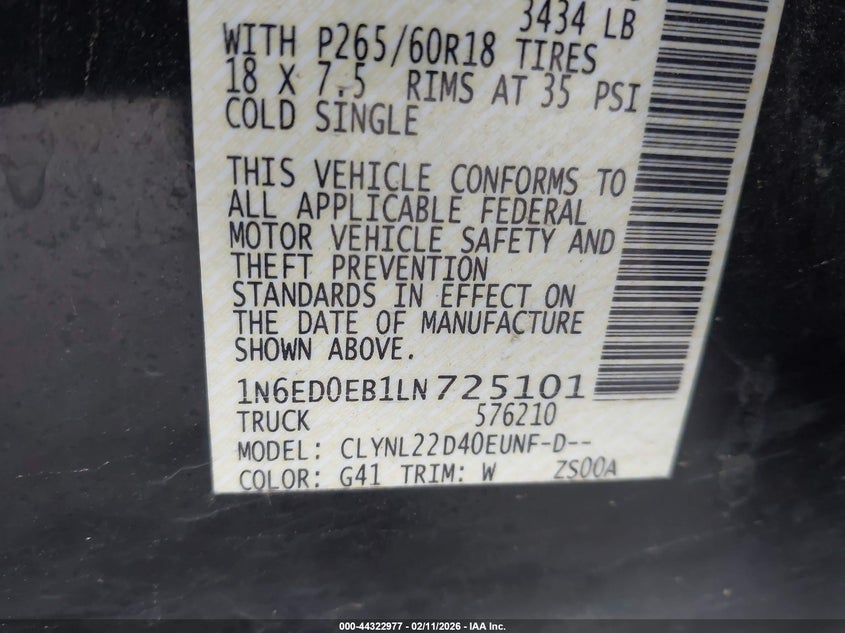 3434 LB
WITH P265/60R18 TIRES
18 X 7.5 RIMS AT 35 PSI
COLD SINGLE
THIS VEHICLE CONFORMS TO
ALL APPLICABLE FEDERAL
MOTOR VEHICLE SAFETY AND
THEFT PREVENTION
STANDARDS IN EFFECT ON
THE DATE OF MANUFACTURE
SHOWN ABOVE.
1N6ED0EB1LN725101
TRUCK 576210
MODEL: CLYNL22D40EUNF-D--
COLOR: G41 TRIM: W ZS00A
000-44322977 - 02/11/2026 - IAA Inc.